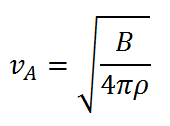 v_A = √(B / 4πρ)